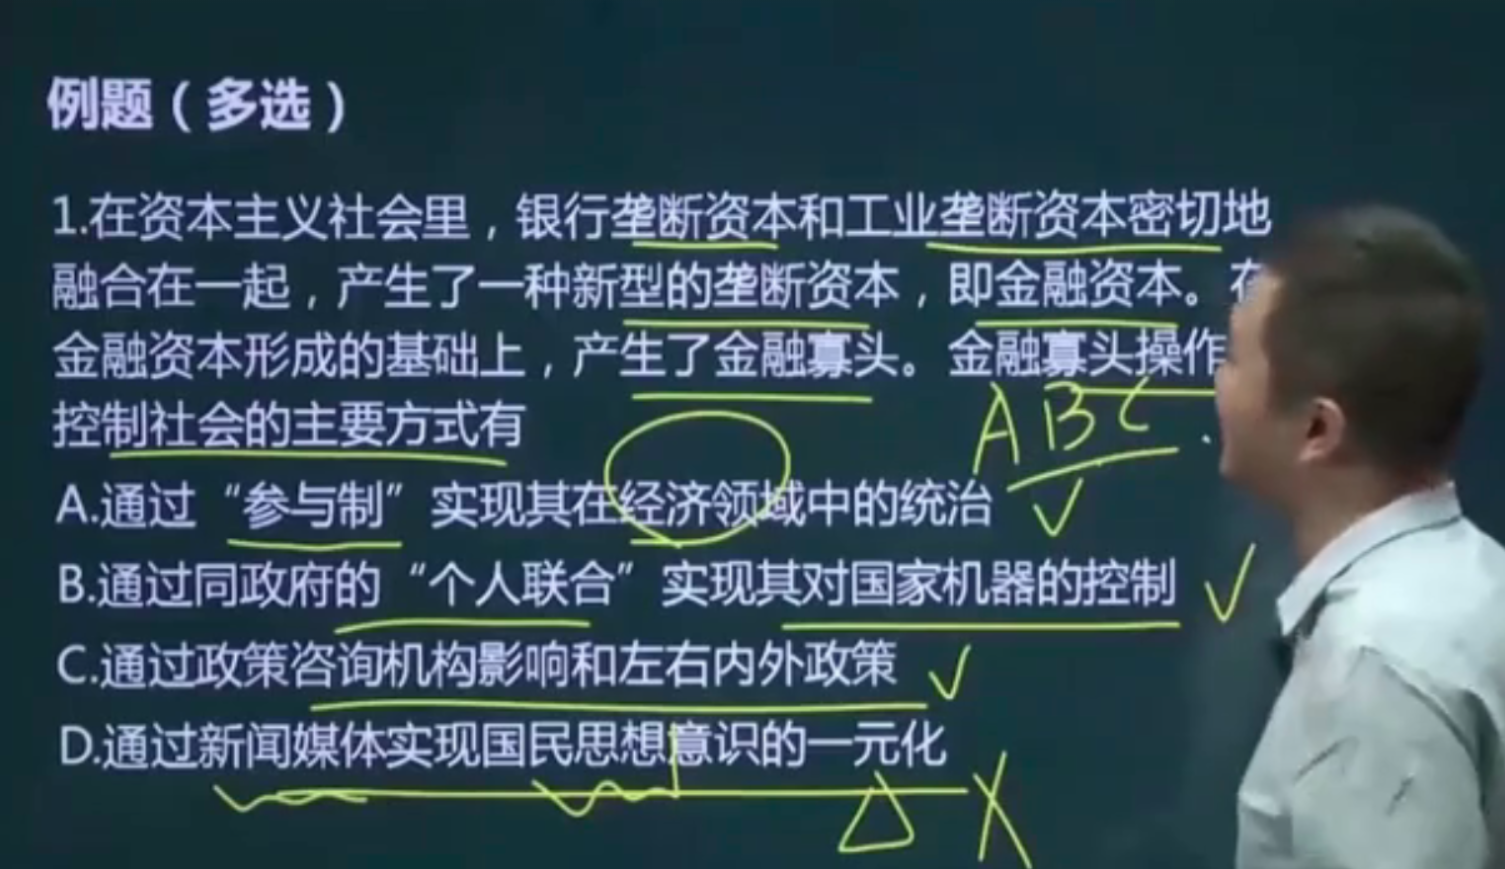 例题（多选）
1.在资本主义社会里，银行垄断资本和工业垄断资本密切地
融合在一起，产生了一种新型的垄断资本，即金融资本。在
金融资本形成的基础上，产生了金融寡头。金融寡头操作
控制社会的主要方式有
A B C
A.通过“参与制”实现其在经济领域中的统治
B.通过同政府的“个人联合”实现其对国家机器的控制
C.通过政策咨询机构影响和左右内外政策
D.通过新闻媒体实现国民思想意识的一元化